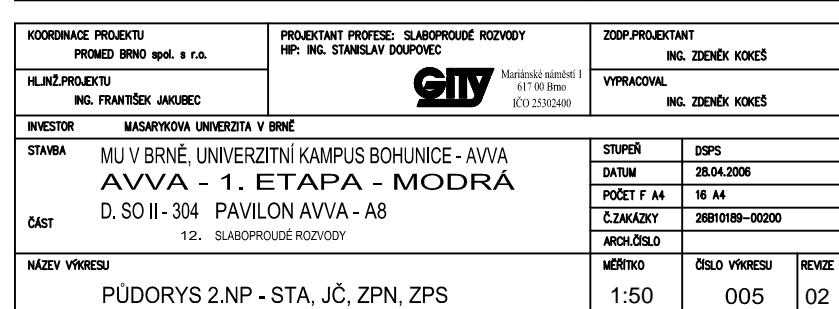 KOORDINACE PROJEKTU
PROMED BRNO spol. s r.o.
PROJEKTANT PROFESE: SLABOPROUDÉ ROZVODY
HIP: ING. STANISLAV DOUPOVEC
GiTy
Mariánské náměstí 1
617 00 Brno
IČO 25302400
ZODP.PROJEKTANT
ING. ZDENĚK KOKEŠ
HL.INŽ.PROJEKTU
ING. FRANTIŠEK JAKUBEC
VYPRACOVAL
ING. ZDENĚK KOKEŠ
INVESTOR MASARYKOVA UNIVERZITA V BRNĚ
STAVBA MU V BRNĚ, UNIVERZITNÍ KAMPUS BOHUNICE - AVVA
AVVA - 1. ETAPA - MODRÁ
ČÁST D. SO II - 304 PAVILON AVVA - A8
12. SLABOPROUDÉ ROZVODY
STUPEŇ DSPS
DATUM 28.04.2006
POČET F A4 16 A4
Č.ZAKÁZKY 26B10189-00200
ARCH.ČÍSLO
NÁZEV VÝKRESU
PŮDORYS 2.NP - STA, JČ, ZPN, ZPS
MĚŘÍTKO ČÍSLO VÝKRESU REVIZE
1:50 005 02